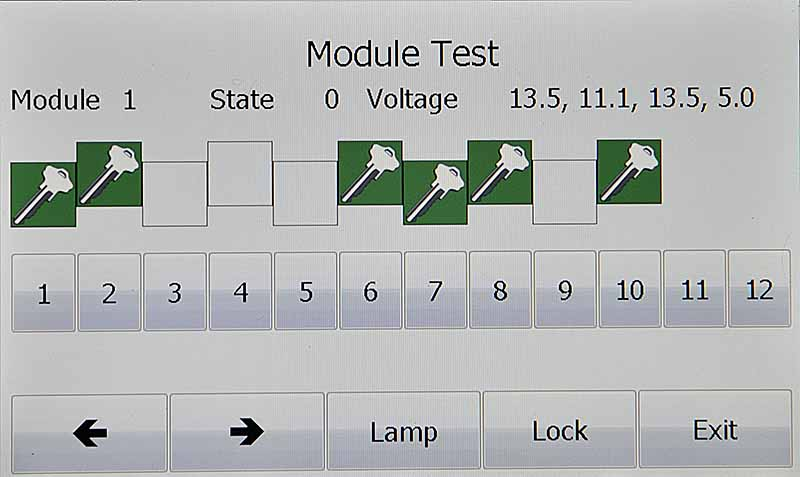 Module Test
Module 1 State 0 Voltage 13.5, 11.1, 13.5, 5.0
1 2 3 4 5 6 7 8 9 10 11 12
Lamp Lock Exit